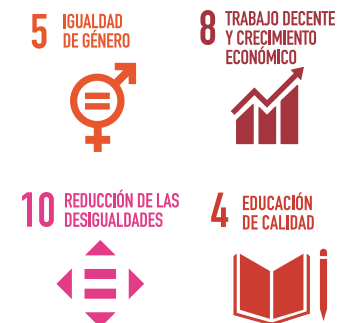 5 IGUALDAD
DE GÉNERO
8 TRABAJO DECENTE
Y CRECIMIENTO
ECONÓMICO
10 REDUCCIÓN DE LAS
DESIGUALDADES
4 EDUCACIÓN
DE CALIDAD